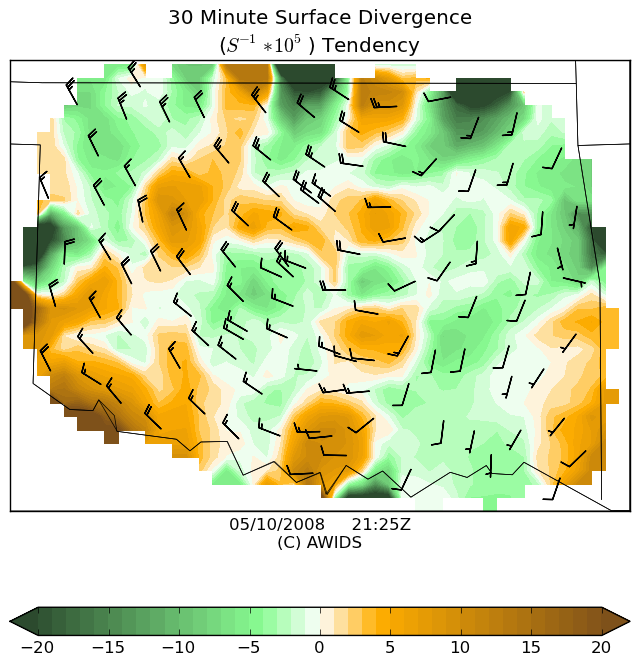 30 Minute Surface Divergence
(S⁻¹ * 10⁵ ) Tendency
05/10/2008 21:25Z
(C) AWIDS
−20 −15 −10 −5 0 5 10 15 20